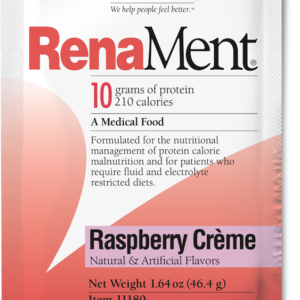 We help people feel better.™
RenaMent®
10 grams of protein
210 calories
A Medical Food
Formulated for the nutritional
management of protein calorie
malnutrition and for patients who
require fluid and electrolyte
restricted diets.
Raspberry Crème
Natural & Artificial Flavors
Net Weight 1.64 oz (46.4 g)
Item 11180